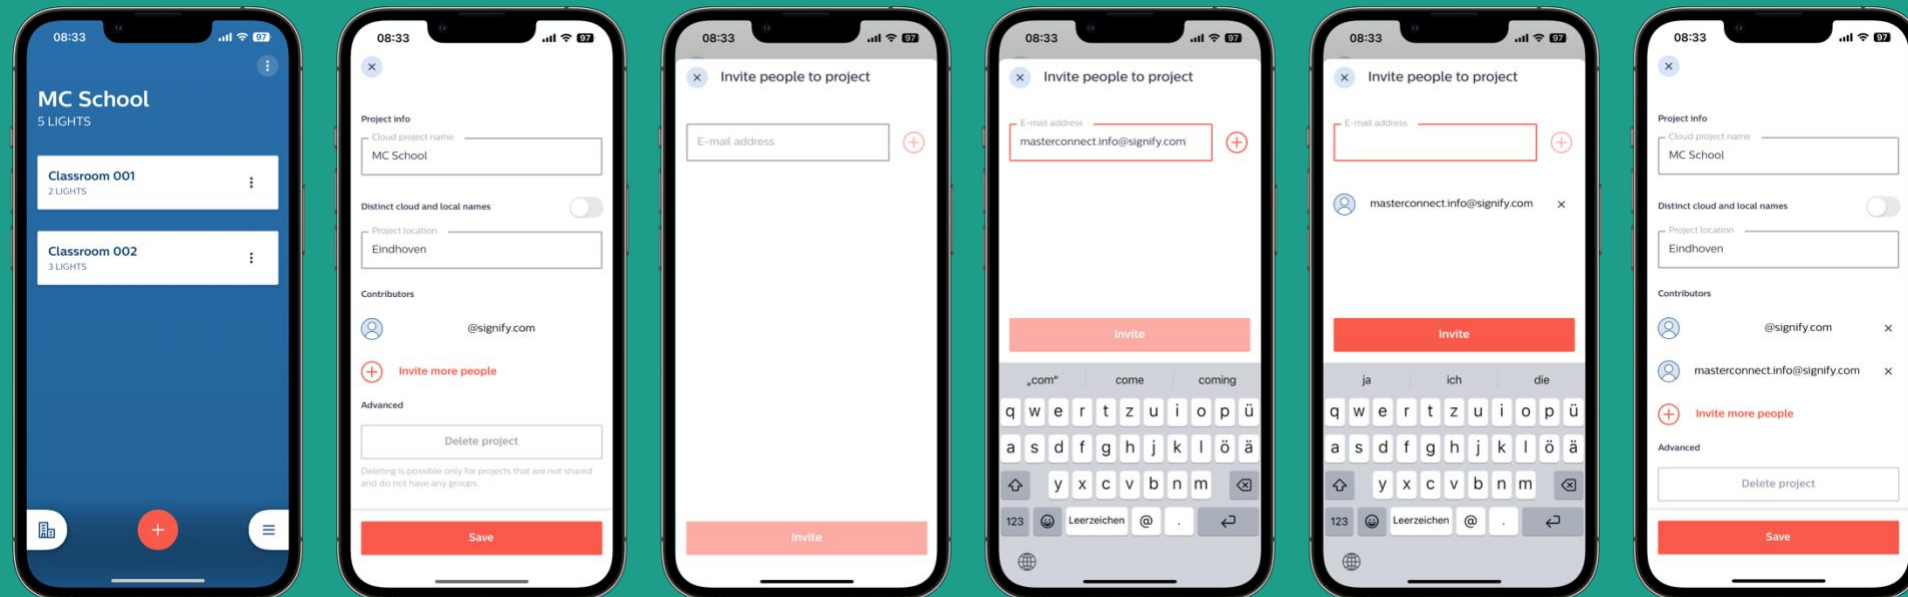 08:33
97
MC School
5 LIGHTS
Classroom 001
2 LIGHTS
Classroom 002
3 LIGHTS
08:33
97
Project info
Cloud project name
MC School
Distinct cloud and local names
Project location
Eindhoven
Contributors
@signify.com
Invite more people
Advanced
Delete project
Deleting is possible only for projects that are not shared
and do not have any groups.
Save
08:33
97
Invite people to project
E-mail address
Invite
08:33
97
Invite people to project
E-mail address
masterconnect.info@signify.com
Invite
„com“ come coming
q w e r t z u i o p ü
a s d f g h j k l ö ä
y x c v b n m
123 Leerzeichen @ .
08:33
97
Invite people to project
E-mail address
masterconnect.info@signify.com
Invite
ja ich die
q w e r t z u i o p ü
a s d f g h j k l ö ä
y x c v b n m
123 Leerzeichen @ .
08:33
97
Project info
Cloud project name
MC School
Distinct cloud and local names
Project location
Eindhoven
Contributors
@signify.com
masterconnect.info@signify.com
Invite more people
Advanced
Delete project
Save